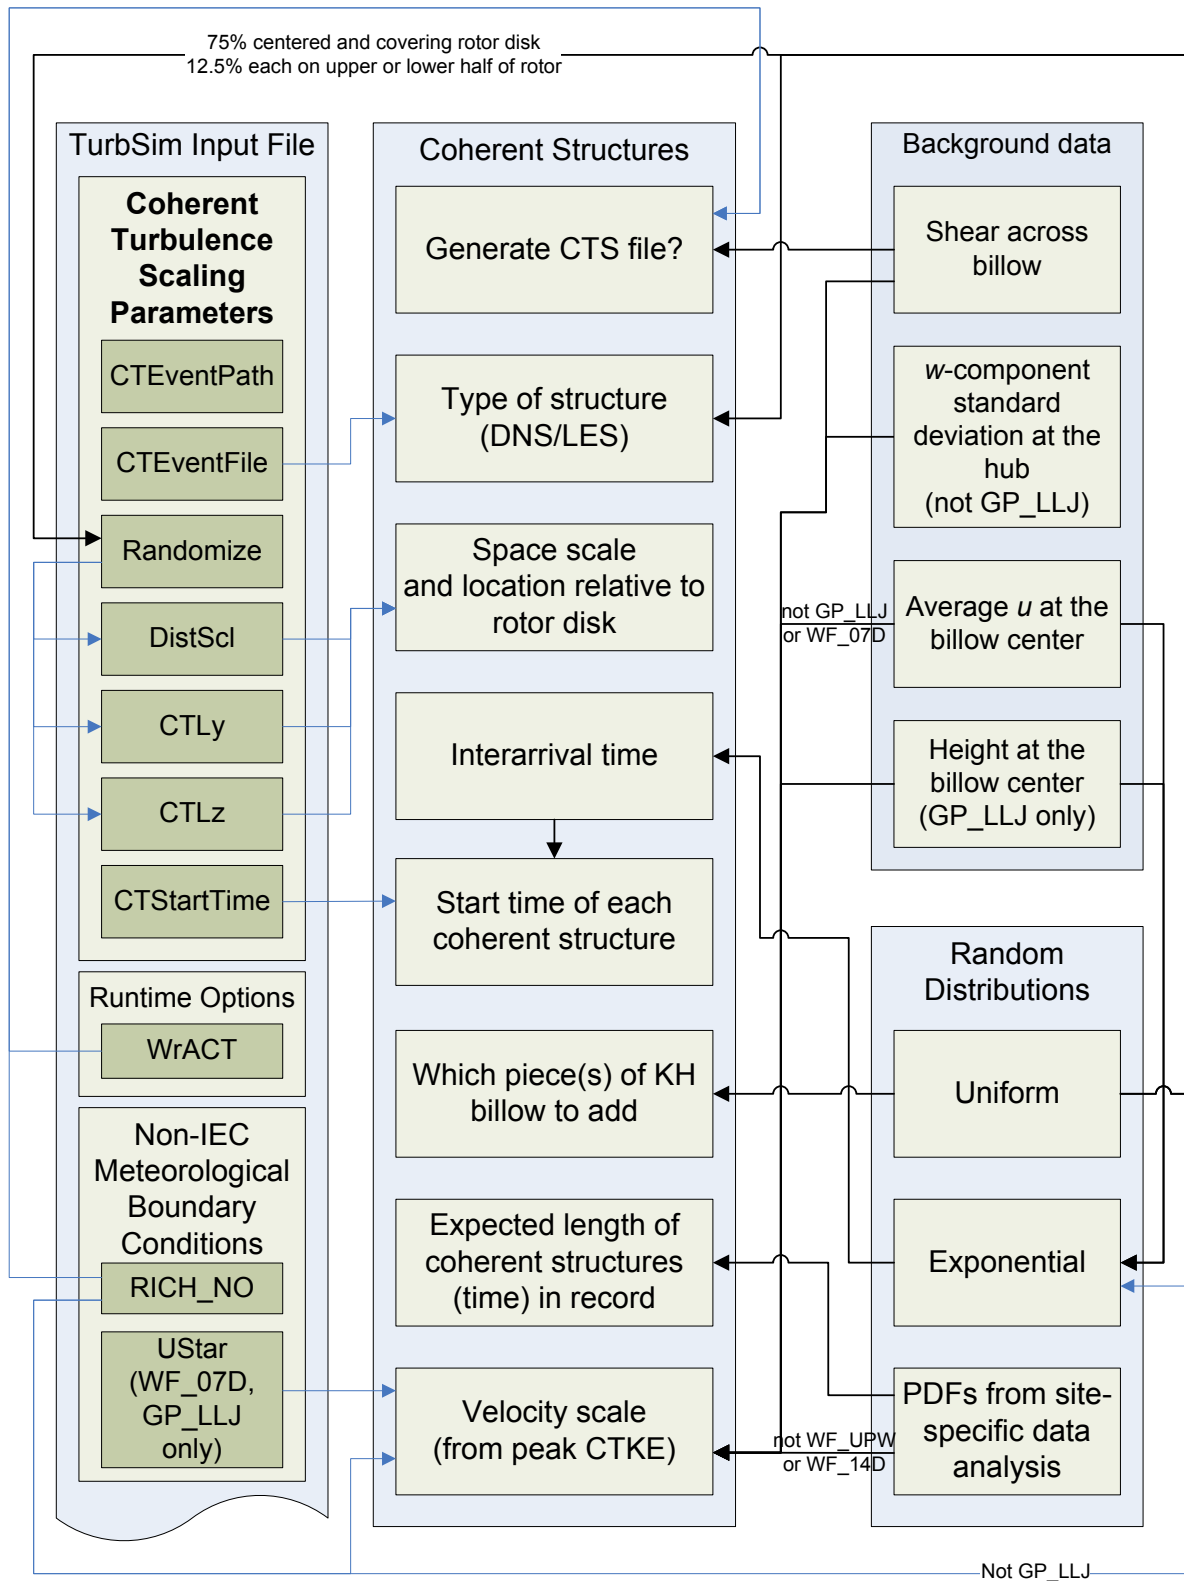 75% centered and covering rotor disk
12.5% each on upper or lower half of rotor
TurbSim Input File
Coherent
Turbulence
Scaling
Parameters
CTEventPath
CTEventFile
Randomize
DistScl
CTLy
CTLz
CTStartTime
Runtime Options
WrACT
Non-IEC
Meteorological
Boundary
Conditions
RICH_NO
UStar
(WF_07D,
GP_LLJ
only)
Coherent Structures
Generate CTS file?
Type of structure
(DNS/LES)
Space scale
and location relative to
rotor disk
Interarrival time
Start time of each
coherent structure
Which piece(s) of KH
billow to add
Expected length of
coherent structures
(time) in record
Velocity scale
(from peak CTKE)
Background data
Shear across
billow
w-component
standard
deviation at the
hub
(not GP_LLJ)
not GP_LLJ
or WF_07D
Average u at the
billow center
Height at the
billow center
(GP_LLJ only)
Random
Distributions
Uniform
Exponential
PDFs from site-
specific data
analysis
not WF_UPW
or WF_14D
Not GP_LLJ